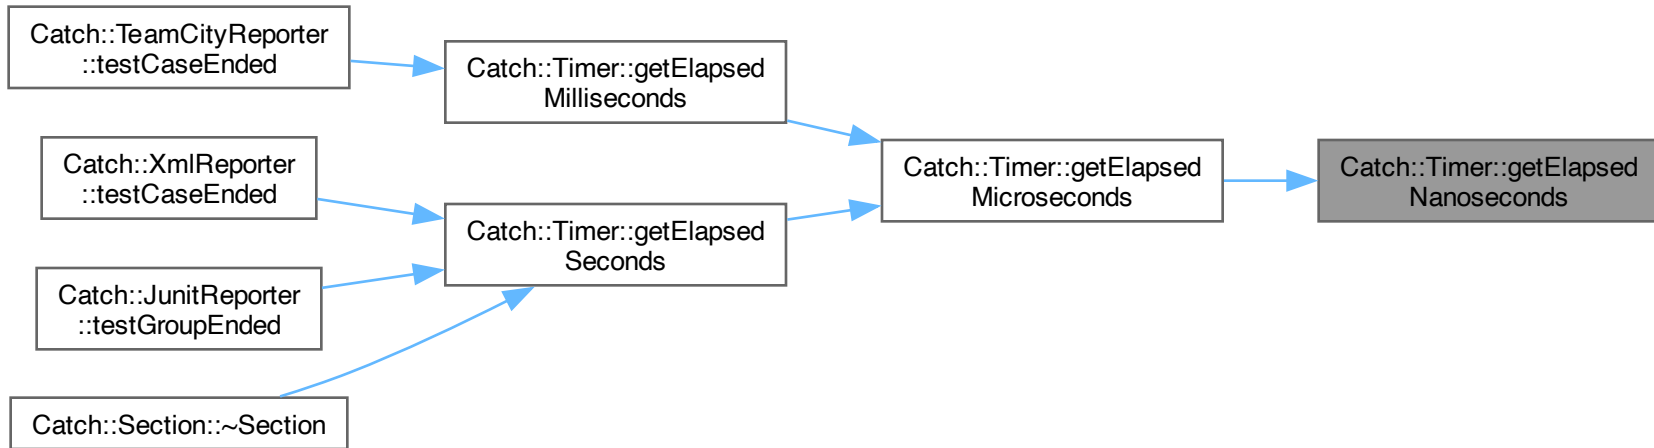 Catch::TeamCityReporter
::testCaseEnded
Catch::Timer::getElapsed
Milliseconds
Catch::XmlReporter
::testCaseEnded
Catch::Timer::getElapsed
Microseconds
Catch::Timer::getElapsed
Nanoseconds
Catch::Timer::getElapsed
Seconds
Catch::JunitReporter
::testGroupEnded
Catch::Section::~Section